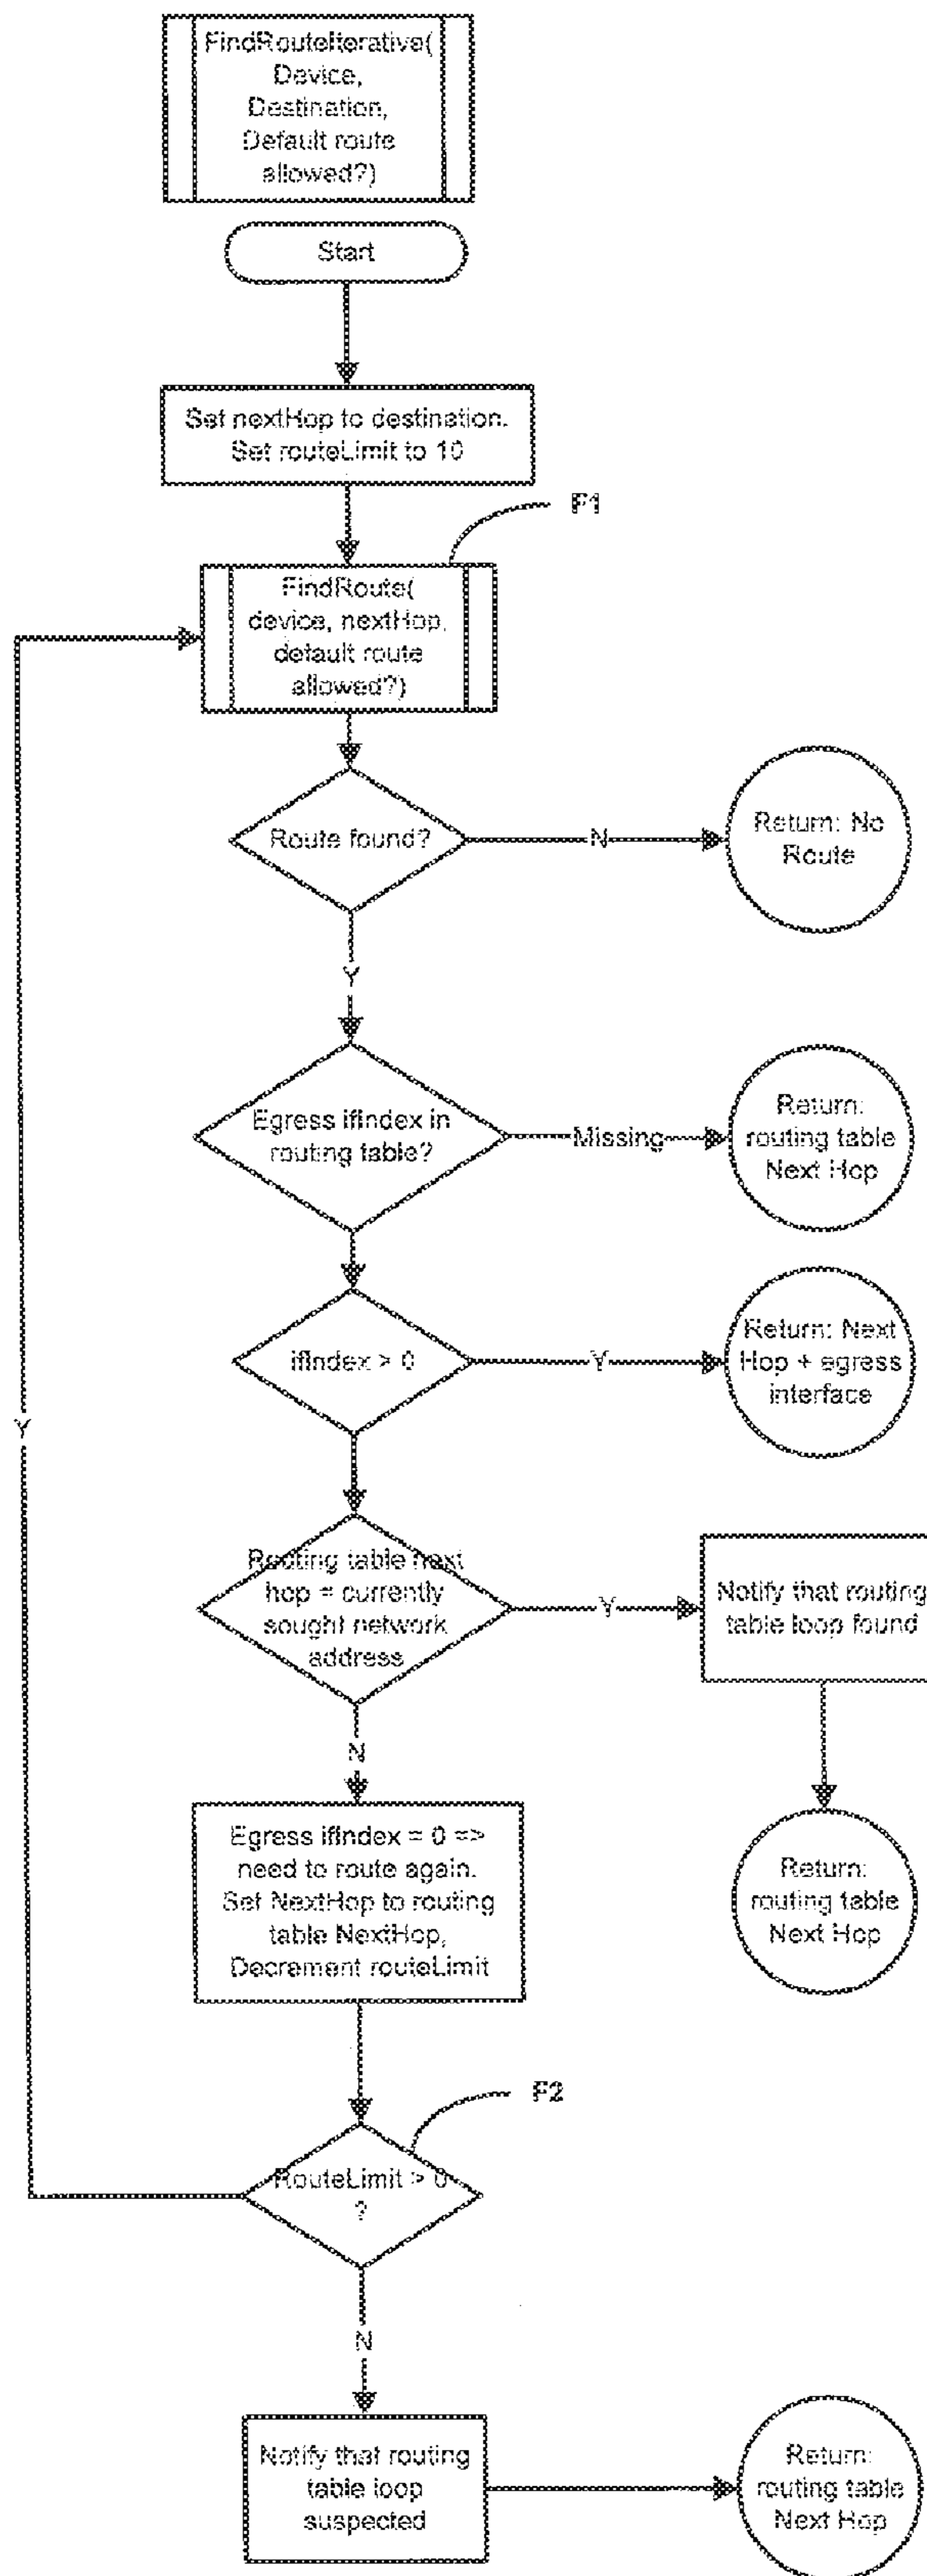 FindRouteIterative(
Device,
Destination,
Default route
allowed?)
Start
Set nextHop to destination.
Set routeLimit to 10
F1
FindRoute(
device, nextHop,
default route
allowed?)
Route found?
N
Return: No
Route
Y
Egress ifIndex in
routing table?
Missing
Return:
routing table
Next Hop
ifIndex > 0
Y
Return: Next
Hop + egress
interface
Y
Routing table next
hop = currently
sought network
address
Y
Notify that routing
table loop found
N
Return:
routing table
Next Hop
Egress ifIndex = 0 =>
need to route again.
Set NextHop to routing
table NextHop,
Decrement routeLimit
F2
RouteLimit > 0
?
N
Notify that routing
table loop
suspected
Return:
routing table
Next Hop